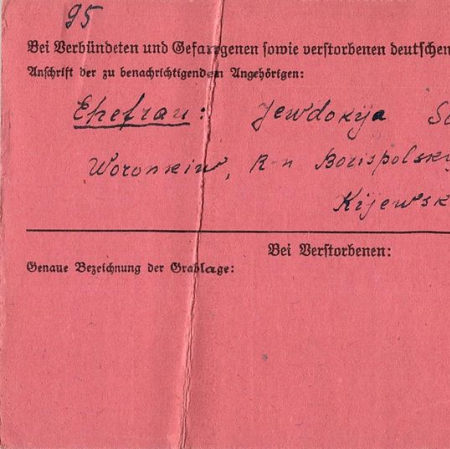 95
Bei Verbündeten und Gefangenen sowie verstorbenen deutschen
Anschrift der zu benachrichtigenden Angehörigen:
Ehefrau: Jewdokija
Woronkiw, R-n Borispolsky
Kijewsk
Bei Verstorbenen:
Genaue Bezeichnung der Grablage: